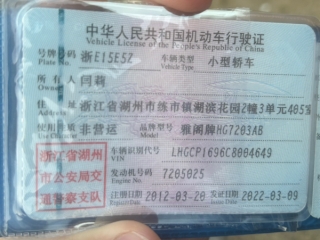 中华人民共和国机动车行驶证
Vehicle License of the People's Republic of China
号牌号码 浙E15E5Z 车辆类型 小型轿车
Plate No. Vehicle Type
所有人 闫莉
住址 浙江省湖州市练市镇湖滨花园2幢3单元405%
使用性质 非营运 品牌型号 雅阁牌HG7203AB
浙江省湖州
市公安局交
通警察支队
车辆识别代号 LHGCP1696C8004649
VIN
发动机号码 7205025
Engine No.
注册日期 2012-03-20 发证日期 2022-03-09